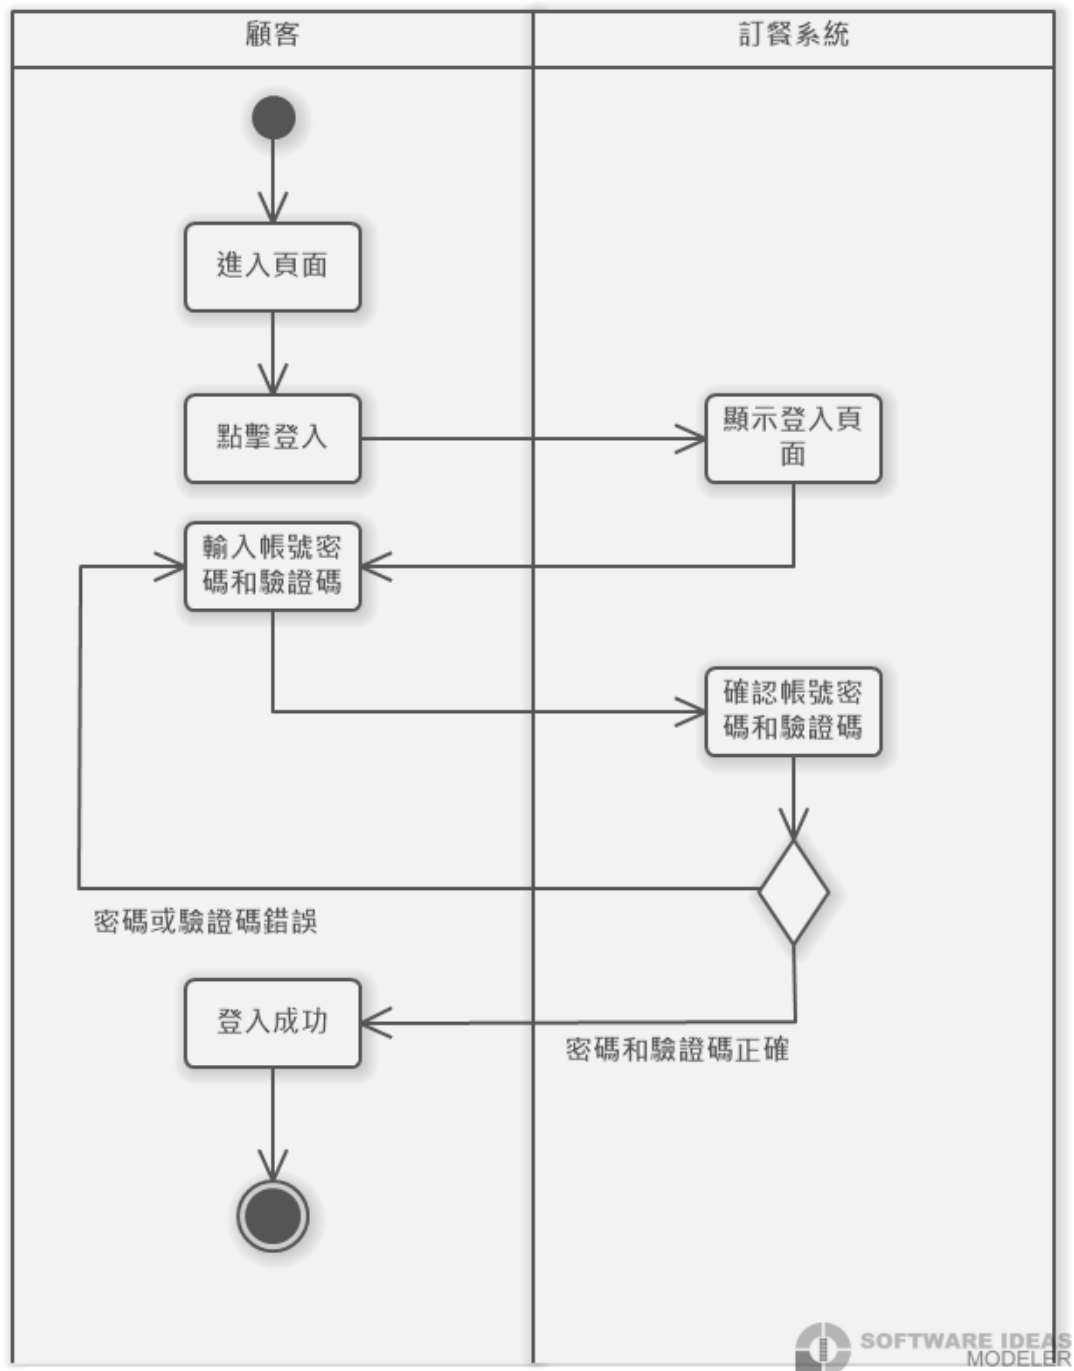 顧客
訂餐系統
進入頁面
點擊登入
顯示登入頁
面
輸入帳號密
碼和驗證碼
確認帳號密
碼和驗證碼
密碼或驗證碼錯誤
登入成功
密碼和驗證碼正確
SOFTWARE IDEAS
MODELER